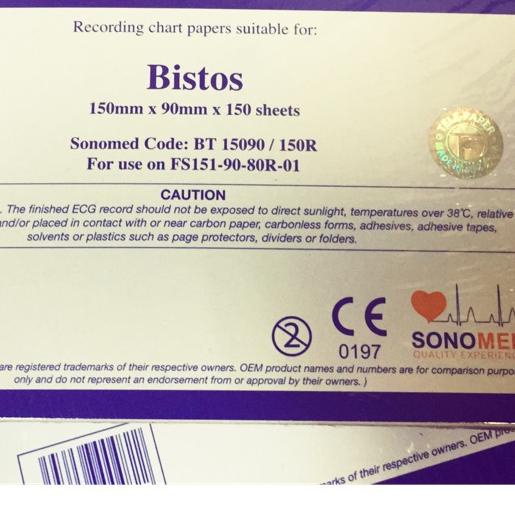 Recording chart papers suitable for:
Bistos
150mm x 90mm x 150 sheets
Sonomed Code: BT 15090 / 150R
For use on FS151-90-80R-01
CAUTION
. The finished ECG record should not be exposed to direct sunlight, temperatures over 38°C, relative
and/or placed in contact with or near carbon paper, carbonless forms, adhesives, adhesive tapes,
solvents or plastics such as page protectors, dividers or folders.
2
CE
0197
SONOME
QUALITY EXPERIENC
are registered trademarks of their respective owners. OEM product names and numbers are for comparison purpo
only and do not represent an endorsement from or approval by their owners. )
arks of their respective owners. OEM pro